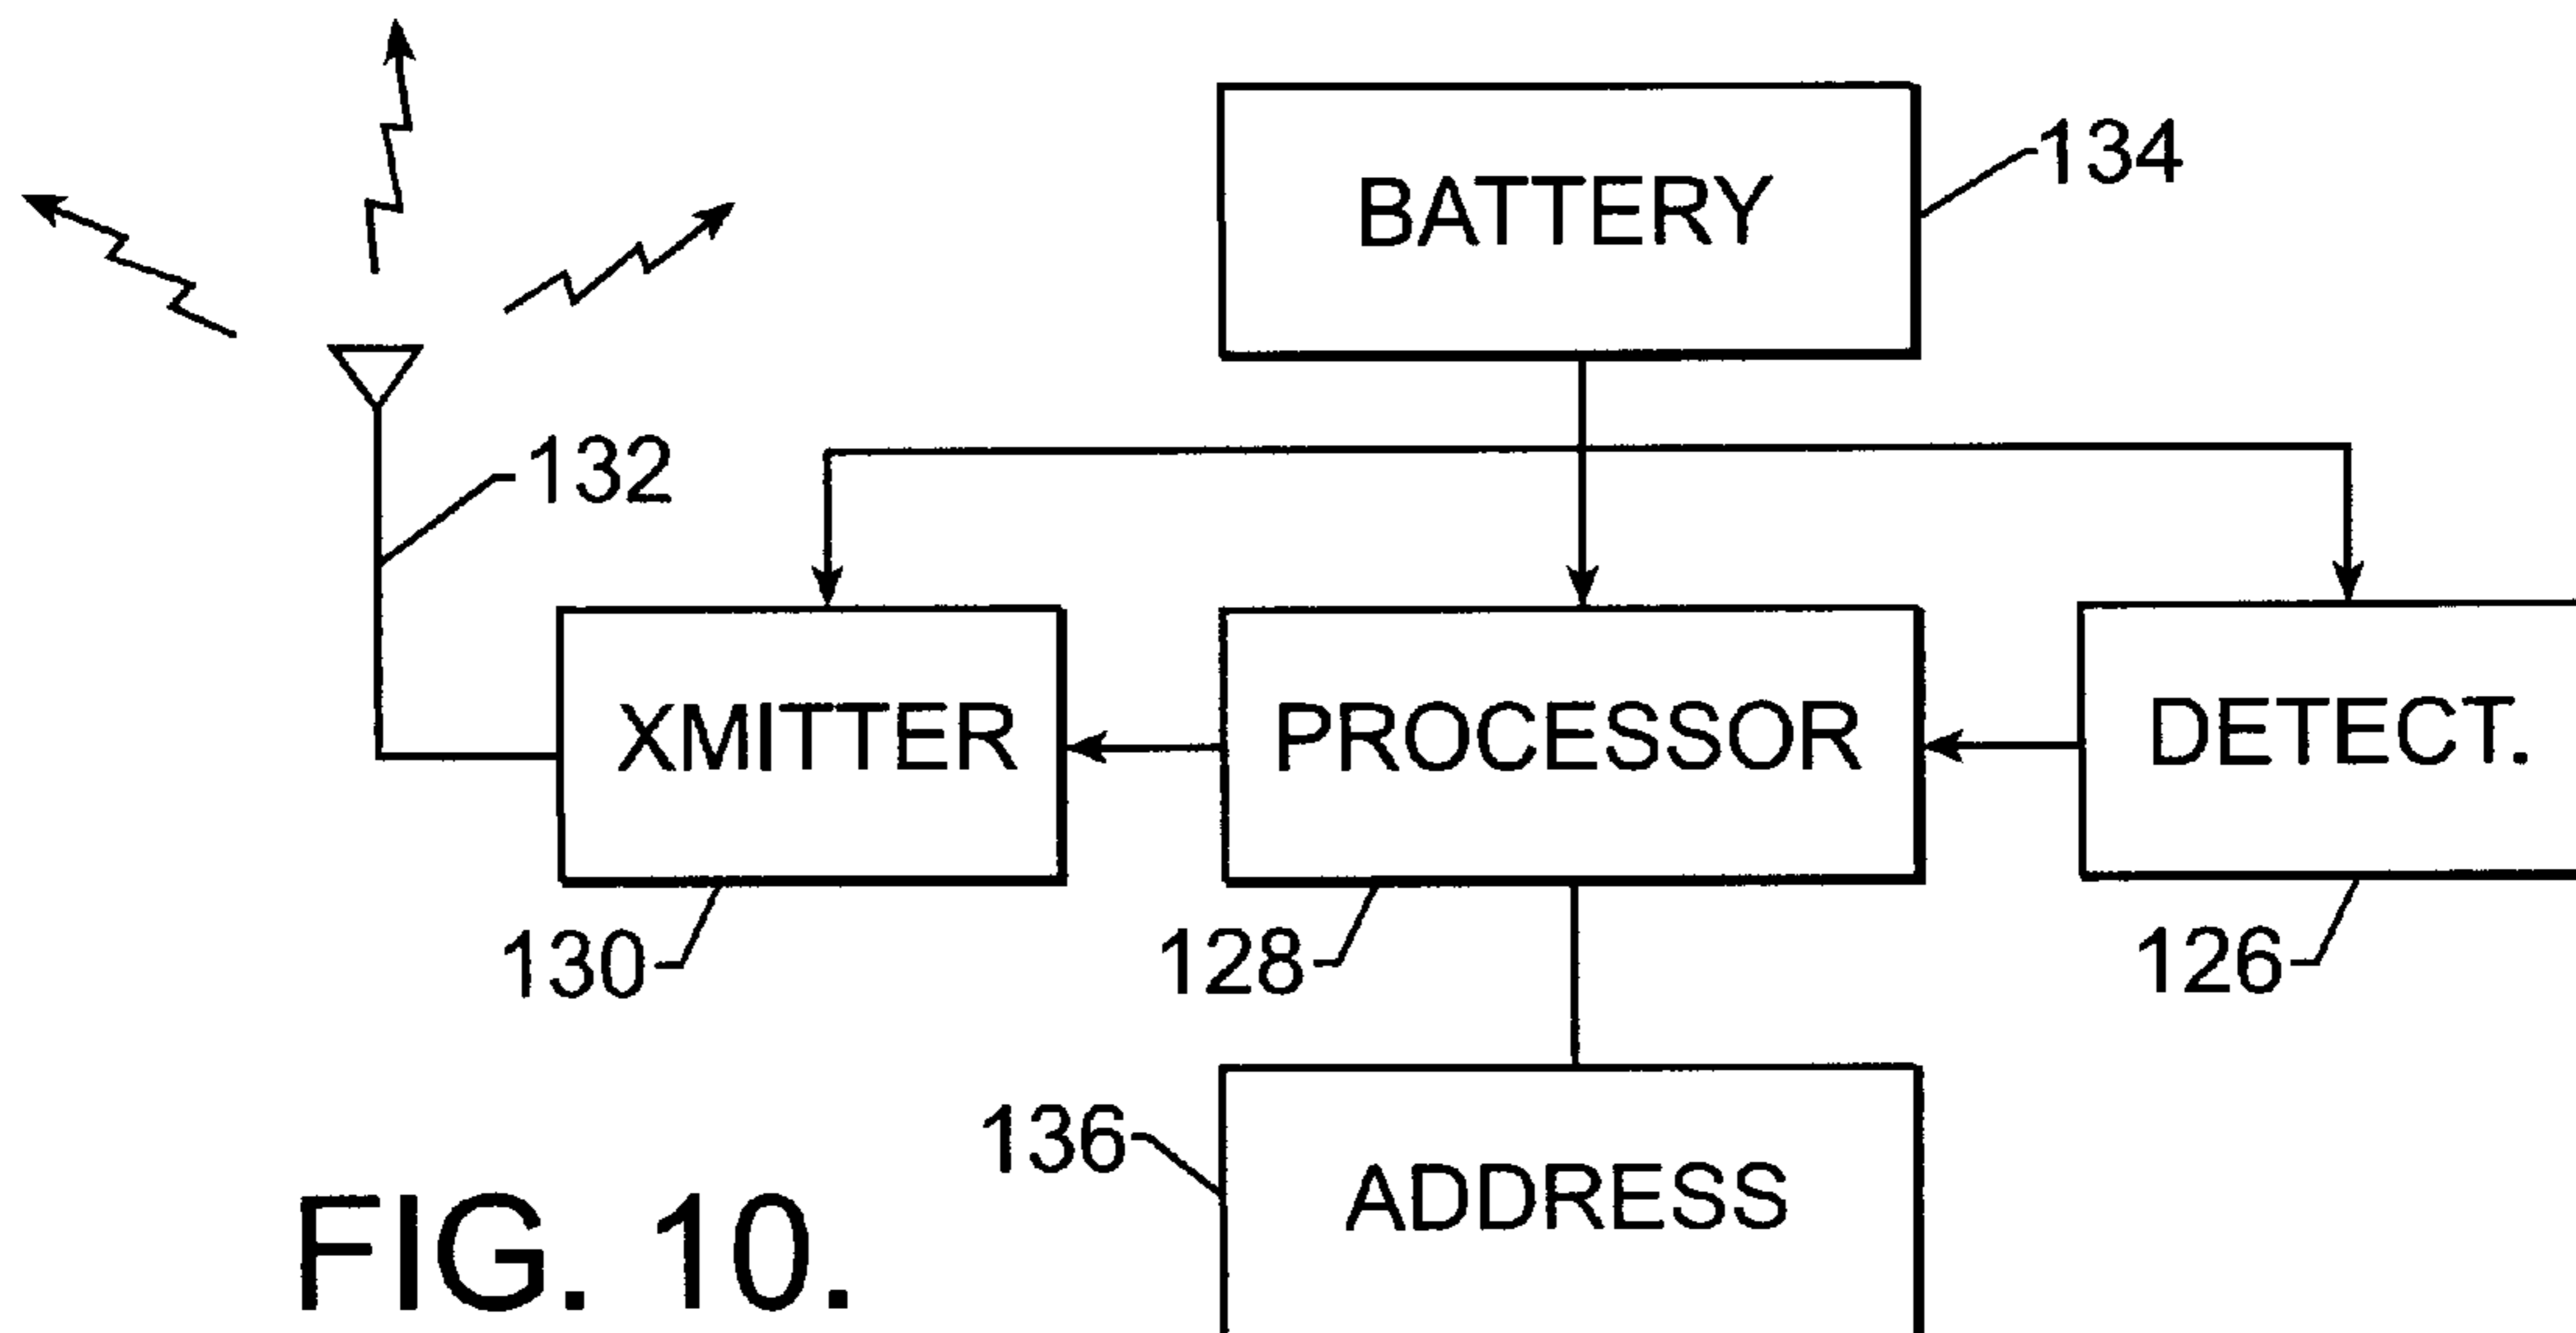 BATTERY
134
132
XMITTER
PROCESSOR
DETECT.
130
128
126
136
ADDRESS
FIG. 10.